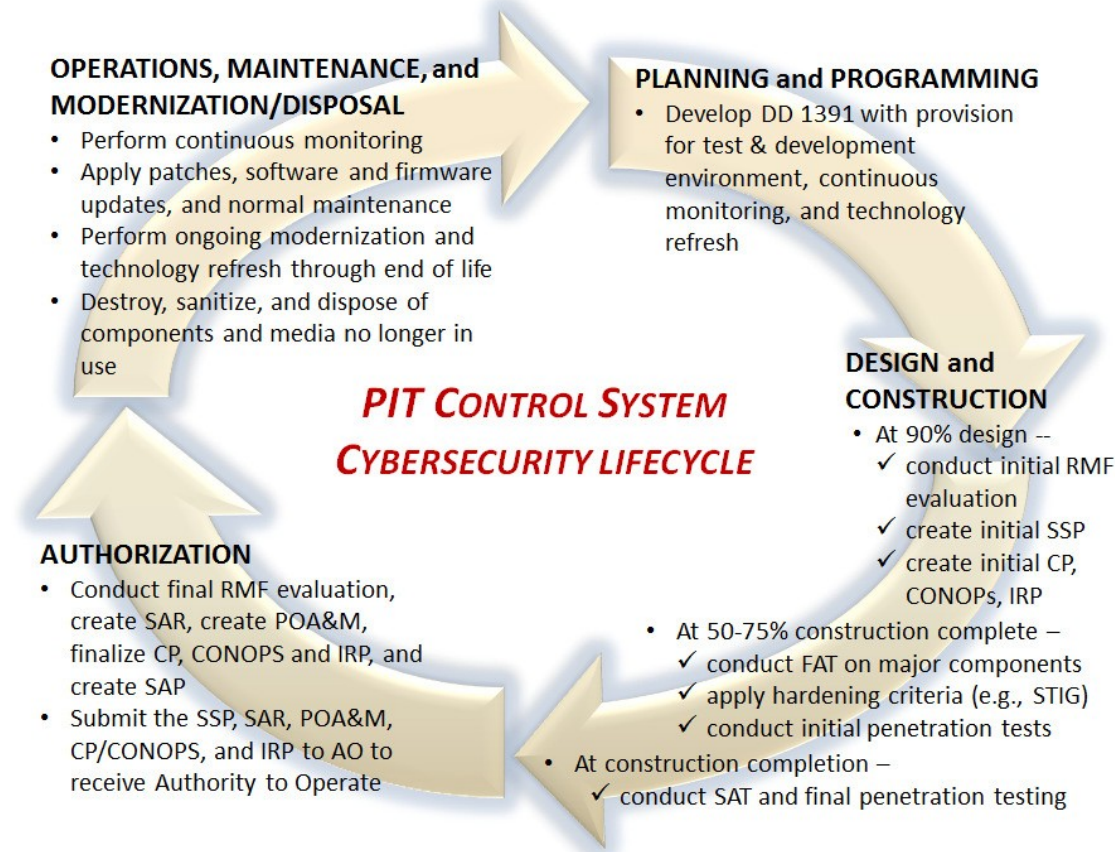 OPERATIONS, MAINTENANCE, and
MODERNIZATION/DISPOSAL
• Perform continuous monitoring
• Apply patches, software and firmware
updates, and normal maintenance
• Perform ongoing modernization and
technology refresh through end of life
• Destroy, sanitize, and dispose of
components and media no longer in
use
PLANNING and PROGRAMMING
• Develop DD 1391 with provision
for test & development
environment, continuous
monitoring, and technology
refresh
PIT CONTROL SYSTEM
CYBERSECURITY LIFECYCLE
DESIGN and
CONSTRUCTION
• At 90% design --
✓ conduct initial RMF
evaluation
✓ create initial SSP
✓ create initial CP,
CONOPs, IRP
• At 50-75% construction complete –
✓ conduct FAT on major components
✓ apply hardening criteria (e.g., STIG)
✓ conduct initial penetration tests
• At construction completion –
✓ conduct SAT and final penetration testing
AUTHORIZATION
• Conduct final RMF evaluation,
create SAR, create POA&M,
finalize CP, CONOPS and IRP, and
create SAP
• Submit the SSP, SAR, POA&M,
CP/CONOPS, and IRP to AO to
receive Authority to Operate